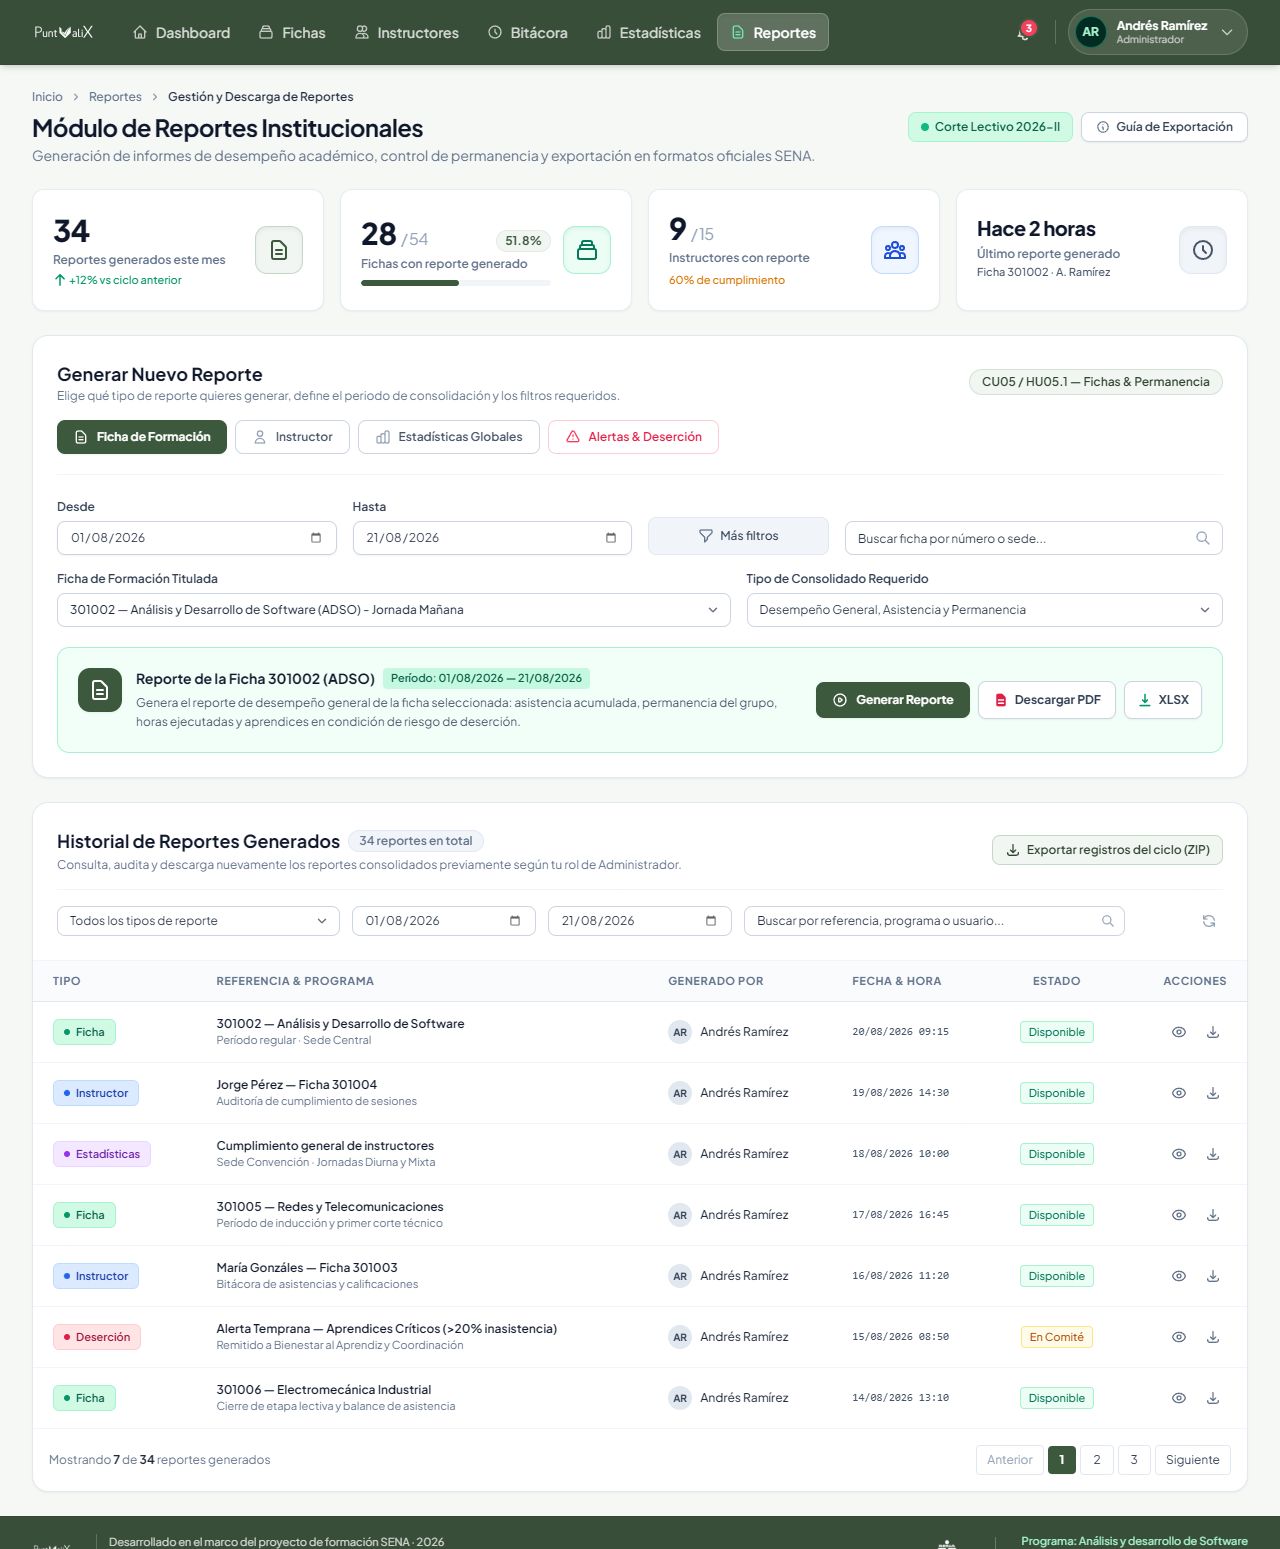 PuntualiX
Dashboard
Fichas
Instructores
Bitácora
Estadísticas
Reportes
3
AR
Andrés Ramírez
Administrador
Inicio > Reportes > Gestión y Descarga de Reportes
Módulo de Reportes Institucionales
Generación de informes de desempeño académico, control de permanencia y exportación en formatos oficiales SENA.
Corte Lectivo 2026-II
Guía de Exportación
34
Reportes generados este mes
+12% vs ciclo anterior
28 /54
51.8%
Fichas con reporte generado
9 /15
Instructores con reporte
60% de cumplimiento
Hace 2 horas
Último reporte generado
Ficha 301002 · A. Ramírez
Generar Nuevo Reporte
Elige qué tipo de reporte quieres generar, define el periodo de consolidación y los filtros requeridos.
CU05 / HU05.1 — Fichas & Permanencia
Ficha de Formación
Instructor
Estadísticas Globales
Alertas & Deserción
Desde
01/08/2026
Hasta
21/08/2026
Más filtros
Buscar ficha por número o sede...
Ficha de Formación Titulada
301002 — Análisis y Desarrollo de Software (ADSO) - Jornada Mañana
Tipo de Consolidado Requerido
Desempeño General, Asistencia y Permanencia
Reporte de la Ficha 301002 (ADSO)
Período: 01/08/2026 — 21/08/2026
Genera el reporte de desempeño general de la ficha seleccionada: asistencia acumulada, permanencia del grupo,
horas ejecutadas y aprendices en condición de riesgo de deserción.
Generar Reporte
Descargar PDF
XLSX
Historial de Reportes Generados
34 reportes en total
Consulta, audita y descarga nuevamente los reportes consolidados previamente según tu rol de Administrador.
Exportar registros del ciclo (ZIP)
Todos los tipos de reporte
01/08/2026
21/08/2026
Buscar por referencia, programa o usuario...
TIPO REFERENCIA & PROGRAMA GENERADO POR FECHA & HORA ESTADO ACCIONES
Ficha
301002 — Análisis y Desarrollo de Software
Período regular · Sede Central
AR Andrés Ramírez
20/08/2026 09:15
Disponible
Instructor
Jorge Pérez — Ficha 301004
Auditoría de cumplimiento de sesiones
AR Andrés Ramírez
19/08/2026 14:30
Disponible
Estadísticas
Cumplimiento general de instructores
Sede Convención · Jornadas Diurna y Mixta
AR Andrés Ramírez
18/08/2026 10:00
Disponible
Ficha
301005 — Redes y Telecomunicaciones
Período de inducción y primer corte técnico
AR Andrés Ramírez
17/08/2026 16:45
Disponible
Instructor
María Gonzáles — Ficha 301003
Bitácora de asistencias y calificaciones
AR Andrés Ramírez
16/08/2026 11:20
Disponible
Deserción
Alerta Temprana — Aprendices Críticos (>20% inasistencia)
Remitido a Bienestar al Aprendiz y Coordinación
AR Andrés Ramírez
15/08/2026 08:50
En Comité
Ficha
301006 — Electromecánica Industrial
Cierre de etapa lectiva y balance de asistencia
AR Andrés Ramírez
14/08/2026 13:10
Disponible
Mostrando 7 de 34 reportes generados
Anterior 1 2 3 Siguiente
Desarrollado en el marco del proyecto de formación SENA · 2026
Programa: Análisis y desarrollo de Software